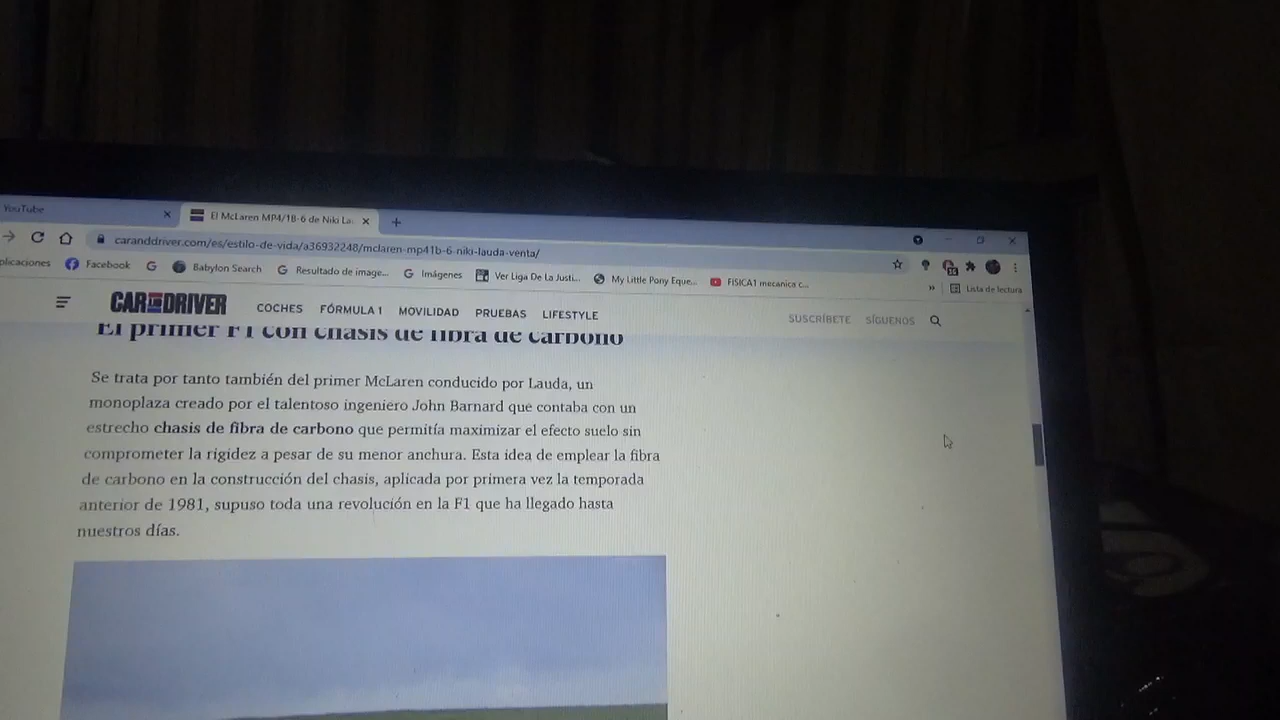 YouTube
El McLaren MP4/1B-6 de Niki La
caranddriver.com/es/estilo-de-vida/a36932248/mclaren-mp41b-6-niki-lauda-venta/
plicaciones Facebook Babylon Search Resultado de image... Imágenes Ver Liga De La Justi... My Little Pony Eque... FISICA1 mecanica c...
» Lista de lectura
CAR AND DRIVER COCHES FÓRMULA 1 MOVILIDAD PRUEBAS LIFESTYLE SUSCRÍBETE SÍGUENOS
El primer F1 con chasis de fibra de carbono
Se trata por tanto también del primer McLaren conducido por Lauda, un
monoplaza creado por el talentoso ingeniero John Barnard que contaba con un
estrecho chasis de fibra de carbono que permitía maximizar el efecto suelo sin
comprometer la rigidez a pesar de su menor anchura. Esta idea de emplear la fibra
de carbono en la construcción del chasis, aplicada por primera vez la temporada
anterior de 1981, supuso toda una revolución en la F1 que ha llegado hasta
nuestros días.